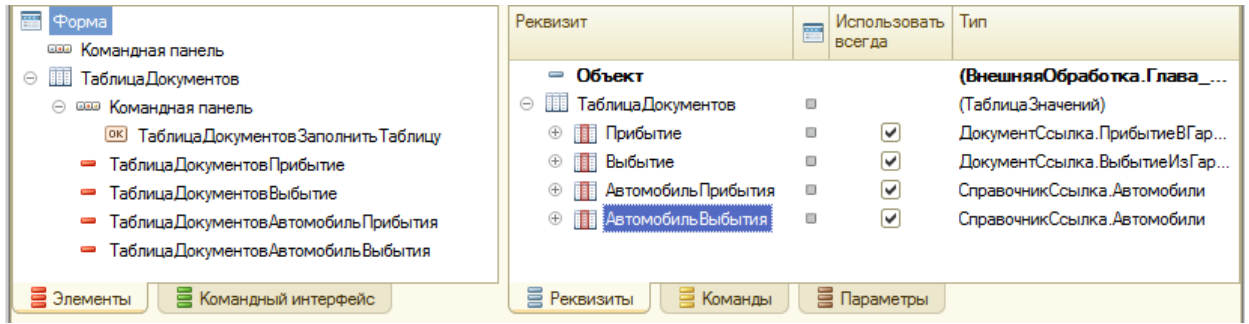 Форма
Командная панель
ТаблицаДокументов
Командная панель
OK ТаблицаДокументовЗаполнитьТаблицу
ТаблицаДокументовПрибытие
ТаблицаДокументовВыбытие
ТаблицаДокументовАвтомобильПрибытия
ТаблицаДокументовАвтомобильВыбытия
Элементы Командный интерфейс
Реквизит Использовать всегда Тип
Объект (ВнешняяОбработка.Глава_...
ТаблицаДокументов (ТаблицаЗначений)
Прибытие ДокументСсылка.ПрибытиеВГар...
Выбытие ДокументСсылка.ВыбытиеИзГар...
АвтомобильПрибытия СправочникСсылка.Автомобили
АвтомобильВыбытия СправочникСсылка.Автомобили
Реквизиты Команды Параметры